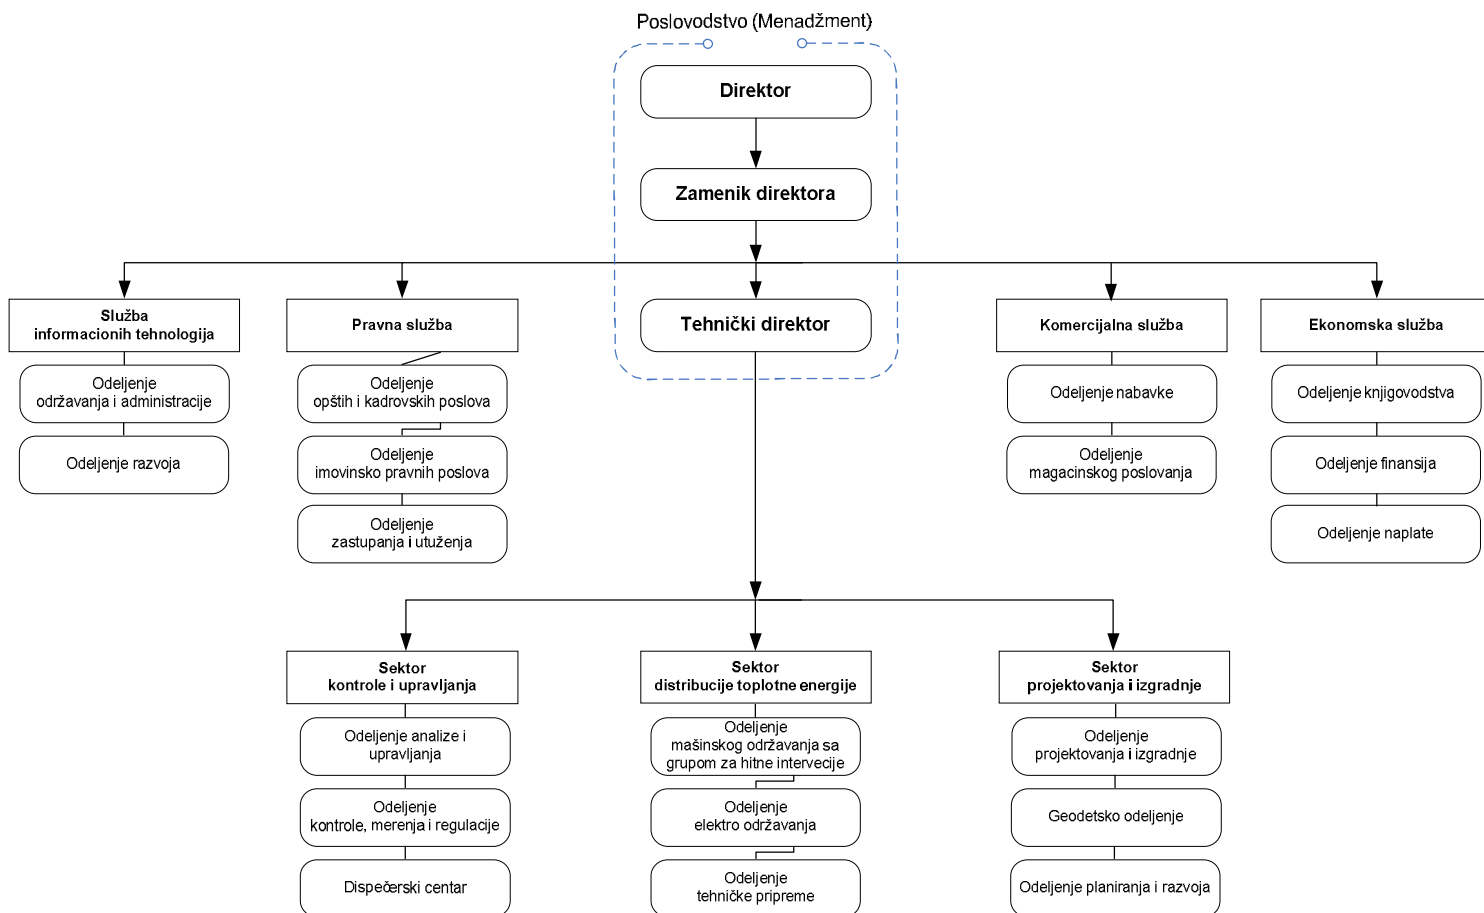 Poslovodstvo (Menadžment)
Direktor
Zamenik direktora
Služba
informacionih tehnologija
Pravna služba
Tehnički direktor
Komercijalna služba
Ekonomska služba
Odeljenje
održavanja i administracije
Odeljenje razvoja
Odeljenje
opštih i kadrovskih poslova
Odeljenje
imovinsko pravnih poslova
Odeljenje
zastupanja i utuženja
Odeljenje nabavke
Odeljenje
magacinskog poslovanja
Odeljenje knjigovodstva
Odeljenje finansija
Odeljenje naplate
Sektor
kontrole i upravljanja
Sektor
distribucije toplotne energije
Sektor
projektovanja i izgradnje
Odeljenje analize i
upravljanja
Odeljenje
kontrole, merenja i regulacije
Dispečerski centar
Odeljenje
mašinskog održavanja sa
grupom za hitne intervecije
Odeljenje
elektro održavanja
Odeljenje
tehničke pripreme
Odeljenje
projektovanja i izgradnje
Geodetsko odeljenje
Odeljenje planiranja i razvoja